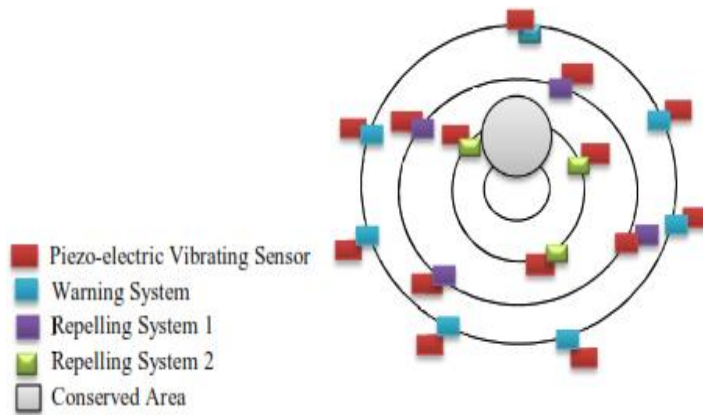 Piezo-electric Vibrating Sensor
Warning System
Repelling System 1
Repelling System 2
Conserved Area